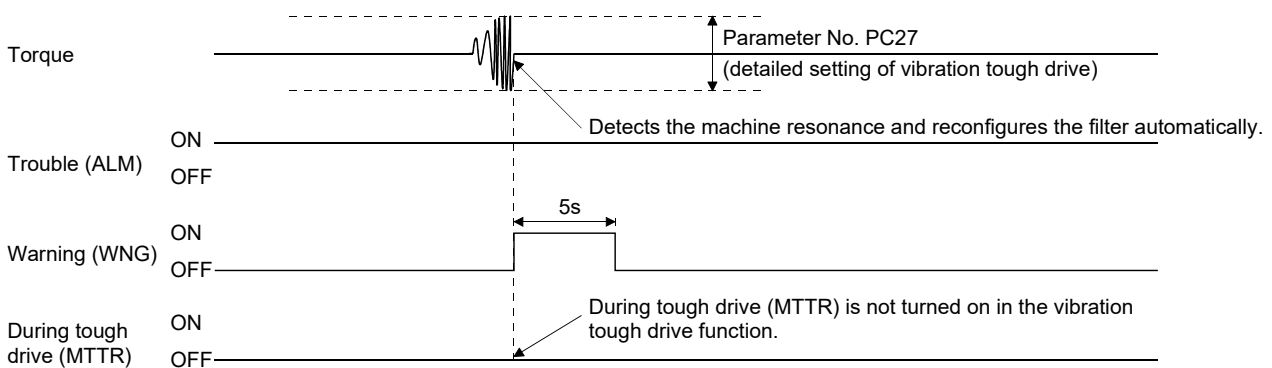 Torque
Parameter No. PC27
(detailed setting of vibration tough drive)
Detects the machine resonance and reconfigures the filter automatically.
Trouble (ALM)
ON
OFF
5s
Warning (WNG)
ON
OFF
During tough
drive (MTTR)
ON
OFF
During tough drive (MTTR) is not turned on in the vibration
tough drive function.